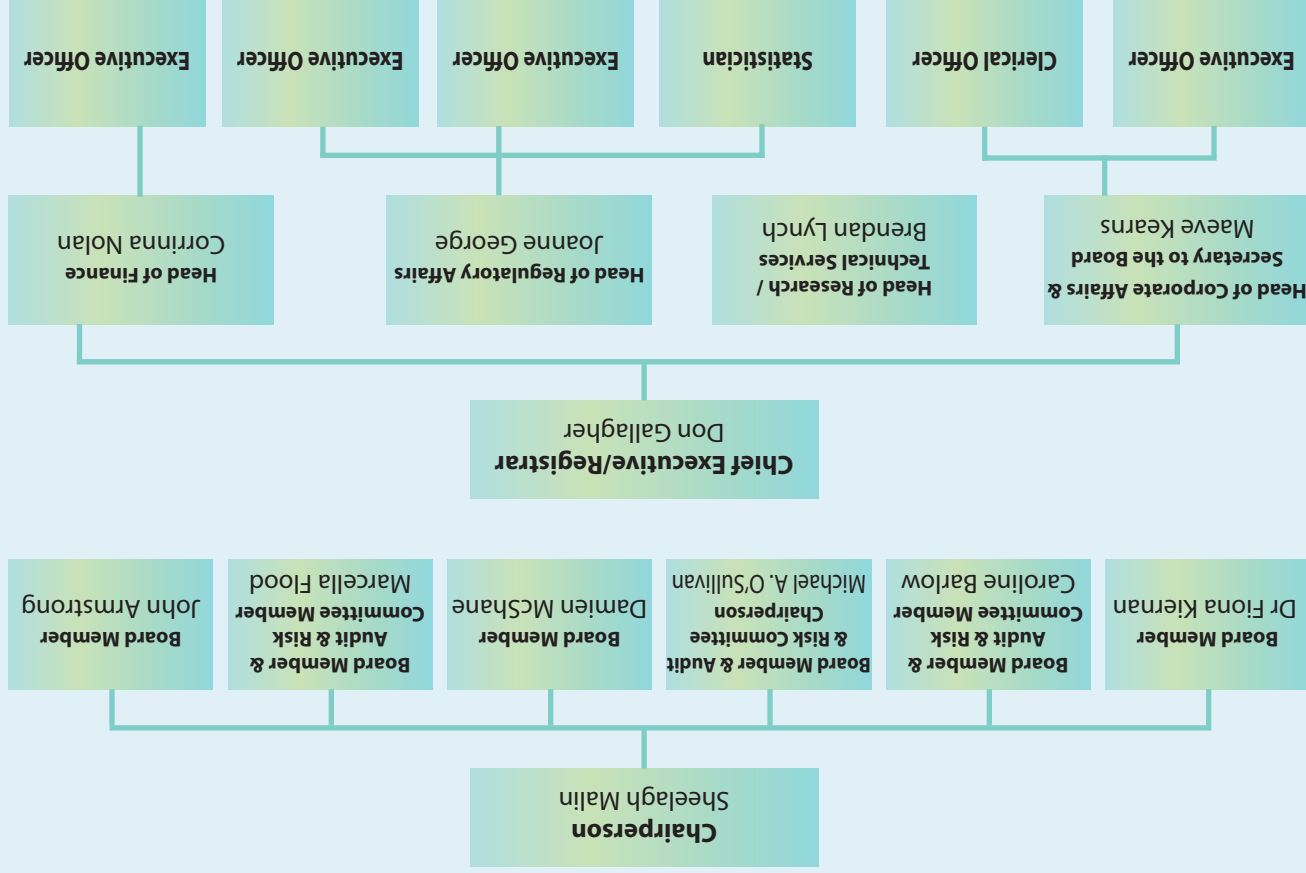 Chairperson
Sheelagh Malin
Board Member
Dr Fiona Kiernan
Board Member &
Audit & Risk
Committee Member
Caroline Barlow
Board Member & Audit
& Risk Committee
Chairperson
Michael A. O’Sullivan
Board Member
Damien McShane
Board Member &
Audit & Risk
Committee Member
Marcella Flood
Board Member
John Armstrong
Chief Executive/Registrar
Don Gallagher
Head of Corporate Affairs &
Secretary to the Board
Maeve Kearns
Head of Research /
Technical Services
Brendan Lynch
Head of Regulatory Affairs
Joanne George
Head of Finance
Corrinna Nolan
Executive Officer
Clerical Officer
Statistician
Executive Officer
Executive Officer
Executive Officer